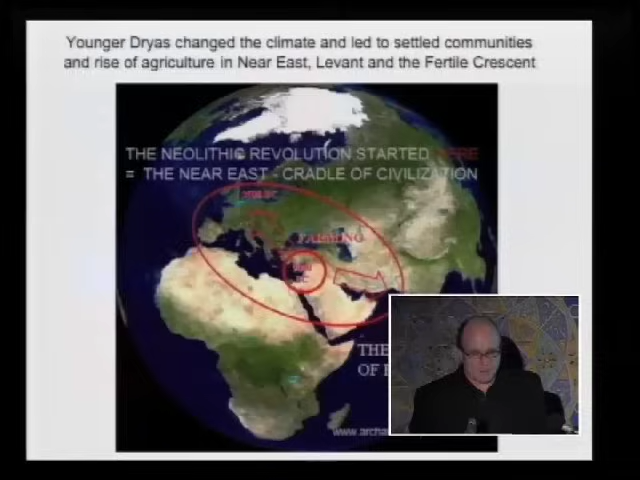 Younger Dryas changed the climate and led to settled communities
and rise of agriculture in Near East, Levant and the Fertile Crescent
THE NEOLITHIC REVOLUTION STARTED HERE
= THE NEAR EAST - CRADLE OF CIVILIZATION
FARMING
THE
OF
www.archa